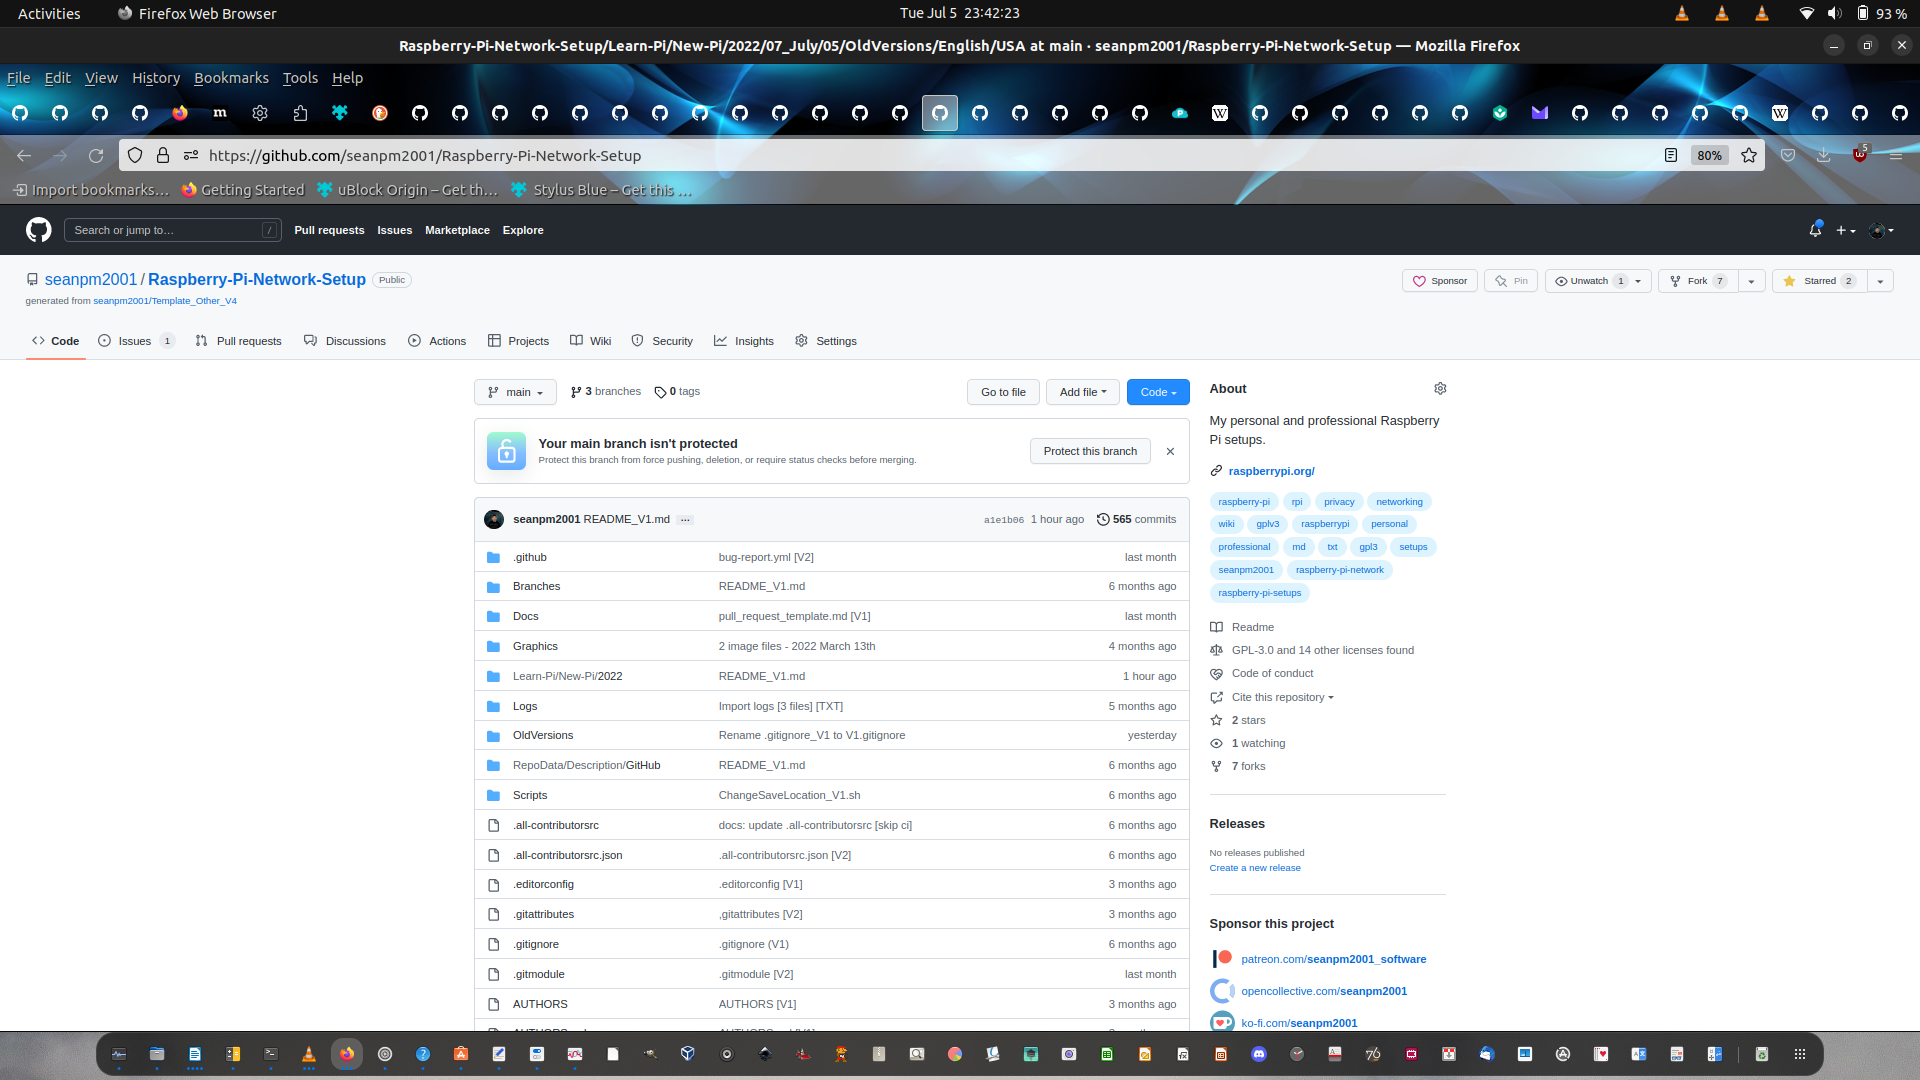 Activities
Firefox Web Browser
Tue Jul 5 23:42:23
93 %
Raspberry-Pi-Network-Setup/Learn-Pi/New-Pi/2022/07_July/05/OldVersions/English/USA at main · seanpm2001/Raspberry-Pi-Network-Setup — Mozilla Firefox
File Edit View History Bookmarks Tools Help
https://github.com/seanpm2001/Raspberry-Pi-Network-Setup
80%
5
Import bookmarks…
Getting Started
uBlock Origin – Get th…
Stylus Blue – Get this …
Search or jump to…
/
Pull requests Issues Marketplace Explore
seanpm2001 / Raspberry-Pi-Network-Setup Public
Sponsor Pin Unwatch 1 Fork 7 Starred 2
generated from seanpm2001/Template_Other_V4
Code Issues 1 Pull requests Discussions Actions Projects Wiki Security Insights Settings
main 3 branches 0 tags
Go to file Add file Code
Your main branch isn't protected
Protect this branch from force pushing, deletion, or require status checks before merging.
Protect this branch
seanpm2001 README_V1.md ... a1e1b06 1 hour ago 565 commits
.github bug-report.yml [V2] last month
Branches README_V1.md 6 months ago
Docs pull_request_template.md [V1] last month
Graphics 2 image files - 2022 March 13th 4 months ago
Learn-Pi/New-Pi/2022 README_V1.md 1 hour ago
Logs Import logs [3 files] [TXT] 5 months ago
OldVersions Rename .gitignore_V1 to V1.gitignore yesterday
RepoData/Description/GitHub README_V1.md 6 months ago
Scripts ChangeSaveLocation_V1.sh 6 months ago
.all-contributorsrc docs: update .all-contributorsrc [skip ci] 6 months ago
.all-contributorsrc.json .all-contributorsrc.json [V2] 6 months ago
.editorconfig .editorconfig [V1] 3 months ago
.gitattributes ,gitattributes [V2] 3 months ago
.gitignore .gitignore (V1) 6 months ago
.gitmodule .gitmodule [V2] last month
AUTHORS AUTHORS [V1] 3 months ago
About
My personal and professional Raspberry
Pi setups.
raspberrypi.org/
raspberry-pi rpi privacy networking
wiki gplv3 raspberrypi personal
professional md txt gpl3 setups
seanpm2001 raspberry-pi-network
raspberry-pi-setups
Readme
GPL-3.0 and 14 other licenses found
Code of conduct
Cite this repository
2 stars
1 watching
7 forks
Releases
No releases published
Create a new release
Sponsor this project
patreon.com/seanpm2001_software
opencollective.com/seanpm2001
ko-fi.com/seanpm2001